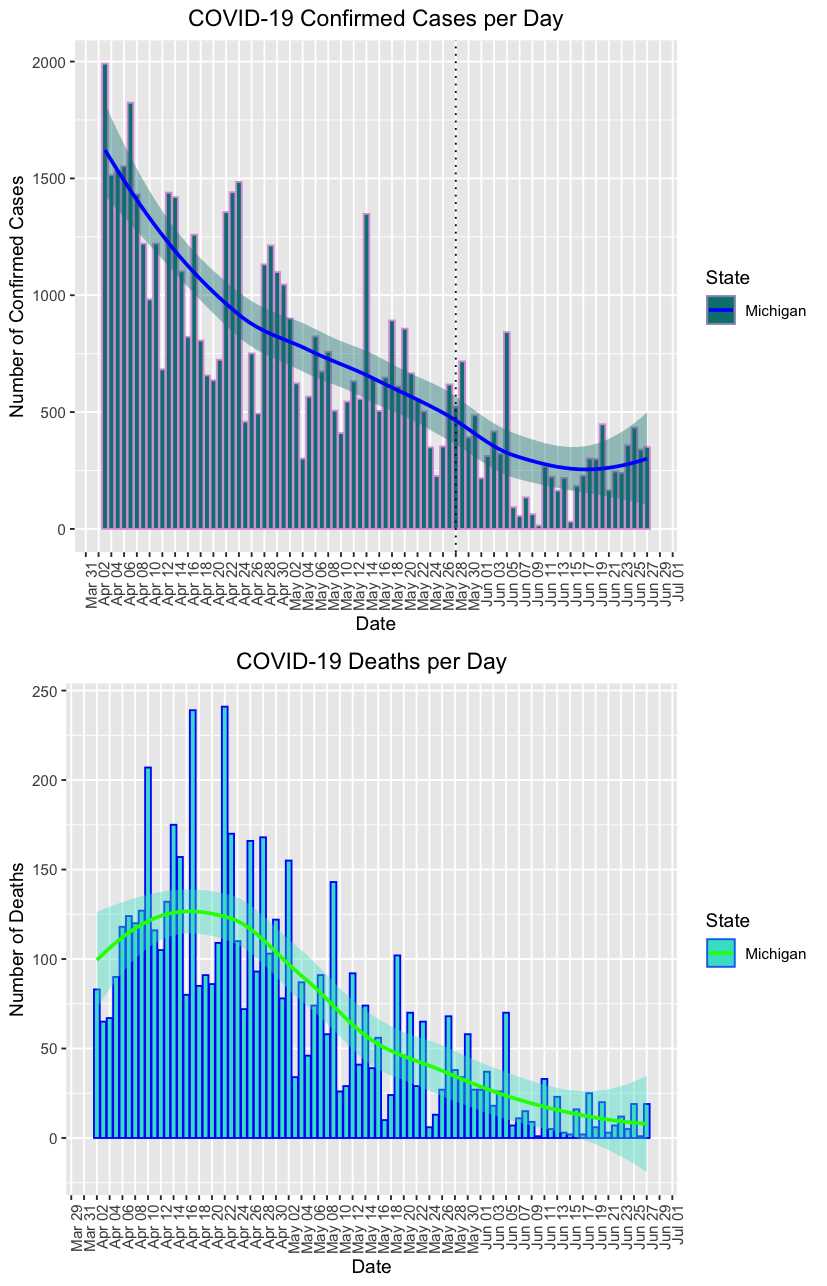 COVID-19 Confirmed Cases per Day
2000
1500
1000
500
0
Number of Confirmed Cases
Mar 31
Apr 02
Apr 04
Apr 06
Apr 08
Apr 10
Apr 12
Apr 14
Apr 16
Apr 18
Apr 20
Apr 22
Apr 24
Apr 26
Apr 28
Apr 30
May 02
May 04
May 06
May 08
May 10
May 12
May 14
May 16
May 18
May 20
May 22
May 24
May 26
May 28
May 30
Jun 01
Jun 03
Jun 05
Jun 07
Jun 09
Jun 11
Jun 13
Jun 15
Jun 17
Jun 19
Jun 21
Jun 23
Jun 25
Jun 27
Jun 29
Jul 01
Date
State
Michigan
COVID-19 Deaths per Day
250
200
150
100
50
0
Number of Deaths
Mar 29
Mar 31
Apr 02
Apr 04
Apr 06
Apr 08
Apr 10
Apr 12
Apr 14
Apr 16
Apr 18
Apr 20
Apr 22
Apr 24
Apr 26
Apr 28
Apr 30
May 02
May 04
May 06
May 08
May 10
May 12
May 14
May 16
May 18
May 20
May 22
May 24
May 26
May 28
May 30
Jun 01
Jun 03
Jun 05
Jun 07
Jun 09
Jun 11
Jun 13
Jun 15
Jun 17
Jun 19
Jun 21
Jun 23
Jun 25
Jun 27
Jun 29
Jul 01
Date
State
Michigan